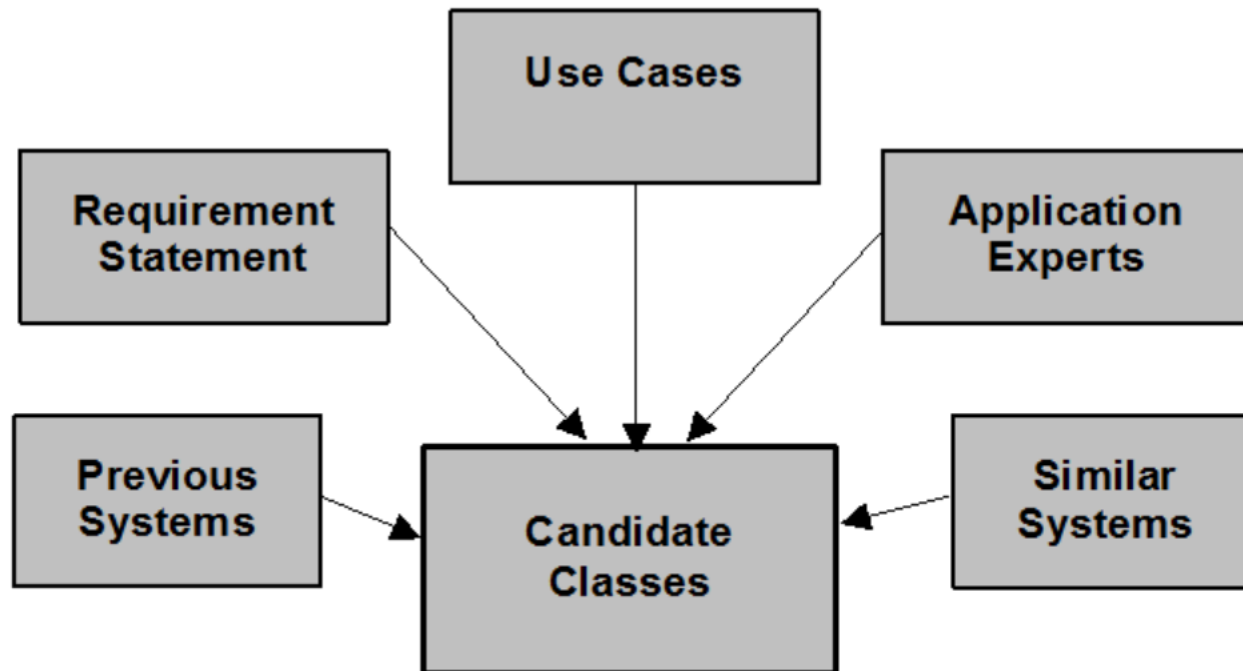 Use Cases
Requirement
Statement
Application
Experts
Previous
Systems
Candidate
Classes
Similar
Systems